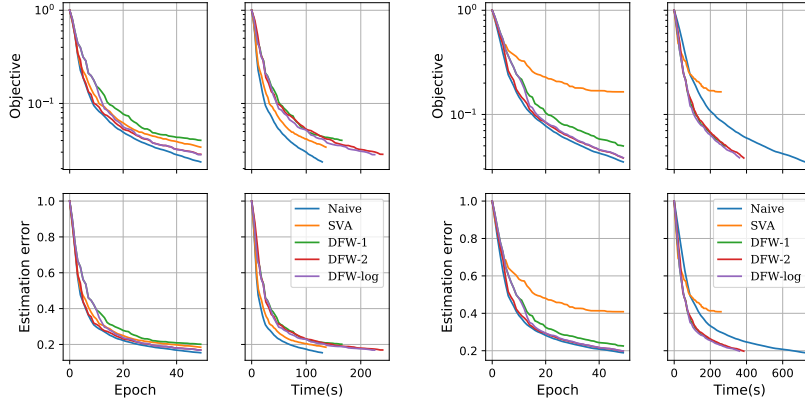 10⁰
10⁻¹
Objective
10⁰
10⁻¹
Objective
1.0
0.8
0.6
0.4
0.2
Estimation error
0
20
40
Epoch
Naive
SVA
DFW-1
DFW-2
DFW-log
0
100
200
Time(s)
1.0
0.8
0.6
0.4
0.2
Estimation error
0
20
40
Epoch
Naive
SVA
DFW-1
DFW-2
DFW-log
0
200
400
600
Time(s)